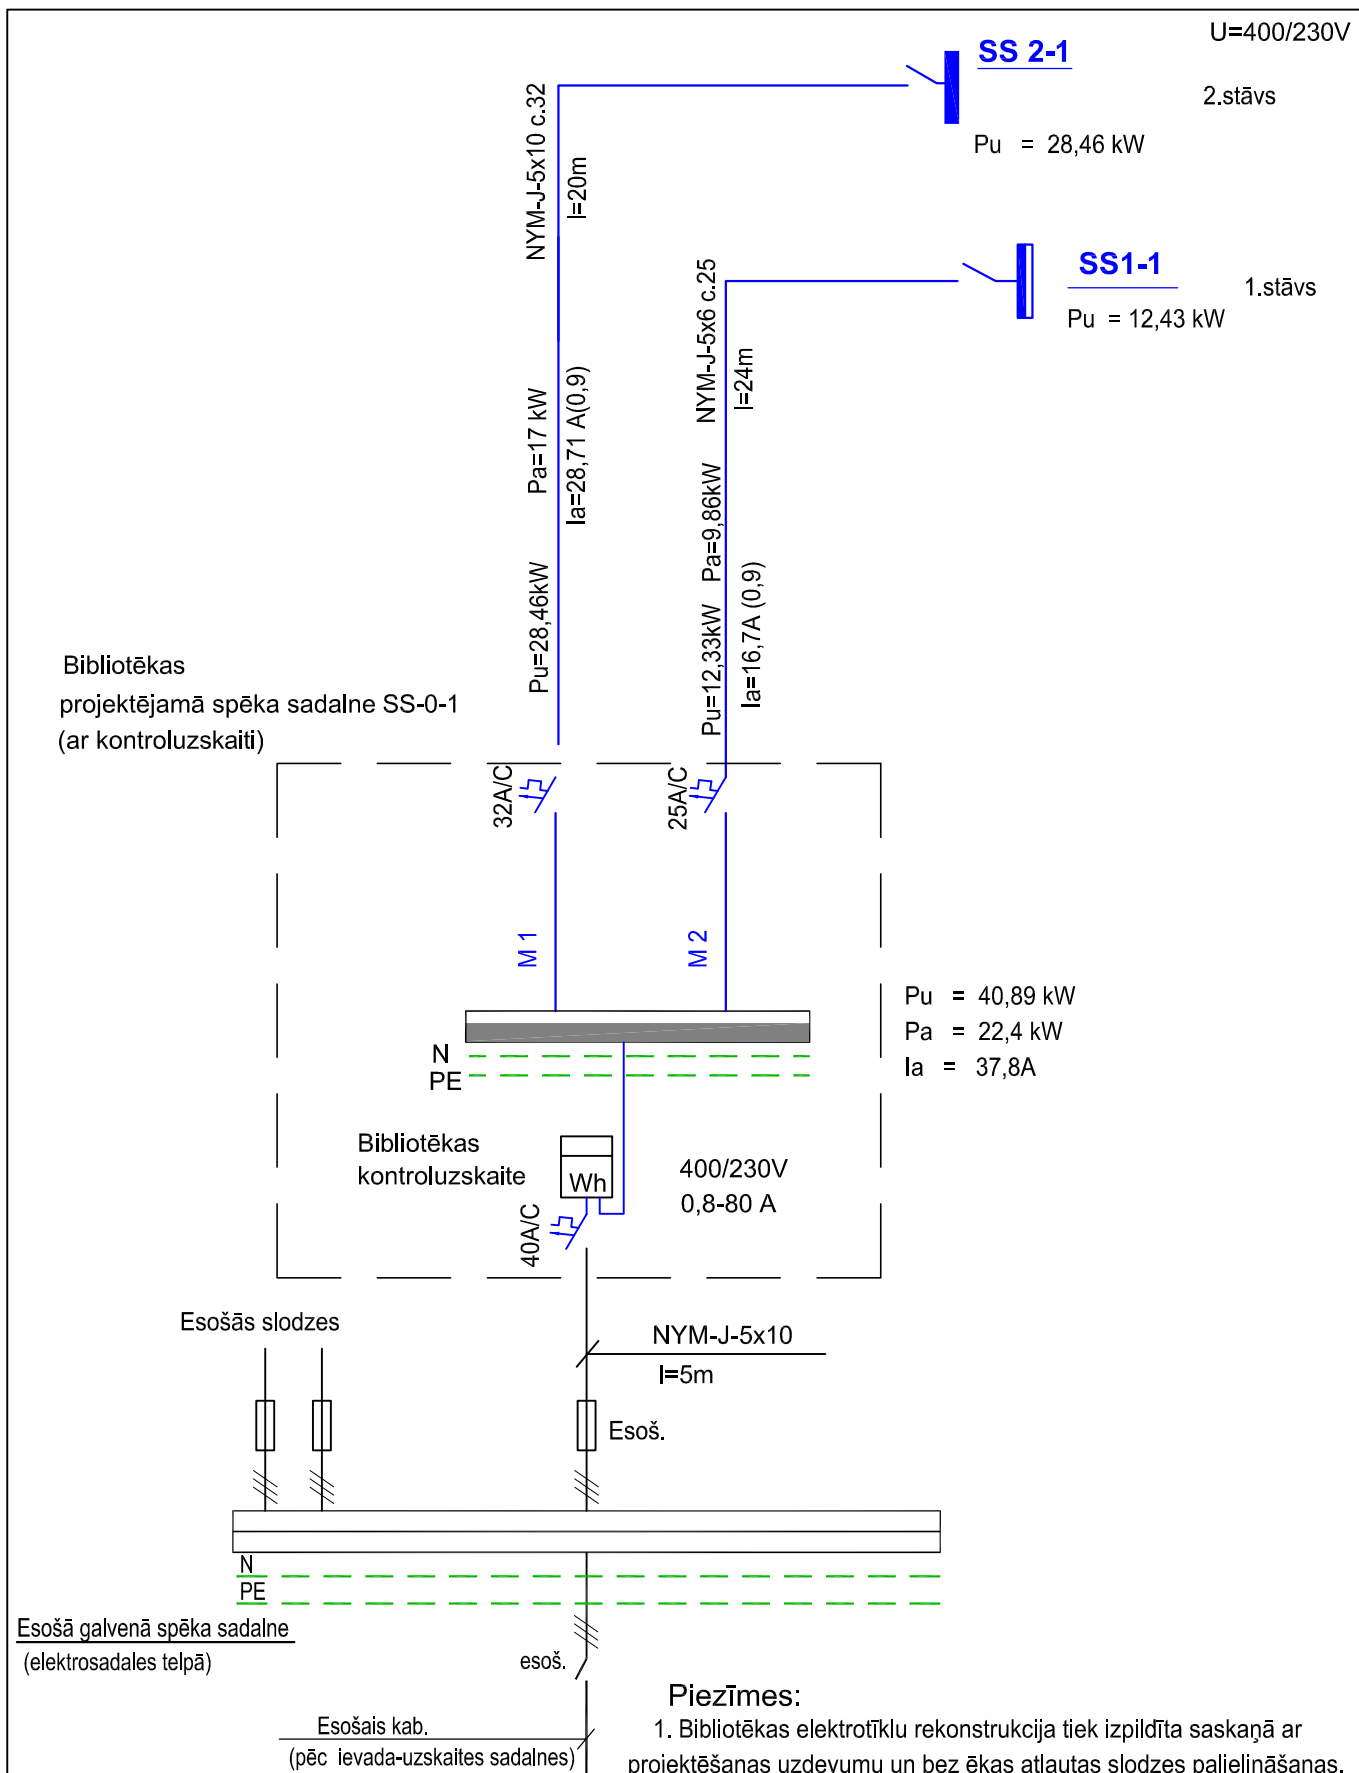 U=400/230V
SS 2-1
2.stāvs
Pu = 28,46 kW
SS1-1
1.stāvs
Pu = 12,43 kW
NYM-J-5x10 c.32
l=20m
Pa=17 kW
Ia=28,71 A(0,9)
Pu=28,46kW
NYM-J-5x6 c.25
l=24m
Pa=9,86kW
Pu=12,33kW
Ia=16,7A (0,9)
Bibliotēkas
projektējamā spēka sadalne SS-0-1
(ar kontroluzskaiti)
32A/C
25A/C
M 1
M 2
Pu = 40,89 kW
Pa = 22,4 kW
Ia = 37,8A
N
PE
Bibliotēkas
kontroluzskaite
Wh
400/230V
0,8-80 A
40A/C
Esošās slodzes
NYM-J-5x10
l=5m
Esoš.
N
PE
Esošā galvenā spēka sadalne
(elektrosadales telpā)
esoš.
Esošais kab.
(pēc ievada-uzskaites sadalnes)
Piezīmes:
1. Bibliotēkas elektrotīklu rekonstrukcija tiek izpildīta saskaņā ar
projektēšanas uzdevumu un bez ēkas atļautas slodzes palielināšanas.